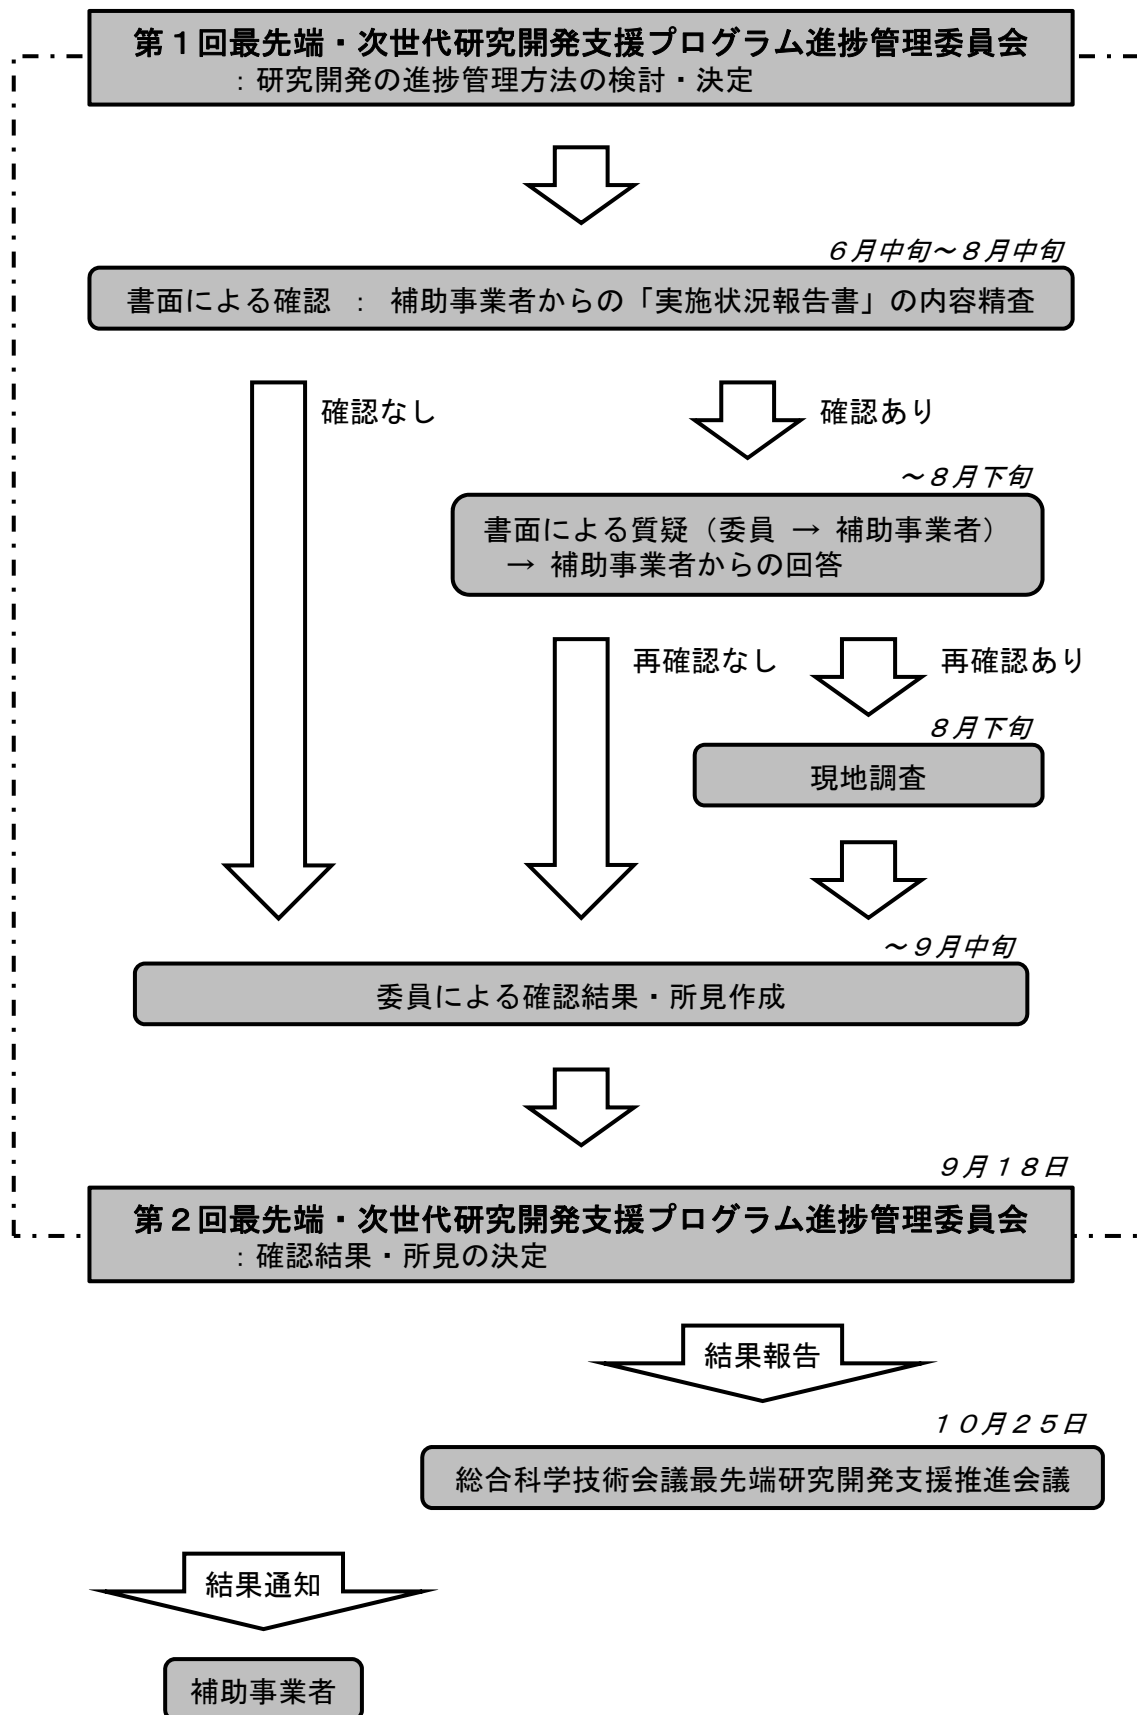 第１回最先端・次世代研究開発支援プログラム進捗管理委員会
：研究開発の進捗管理方法の検討・決定
６月中旬～８月中旬
書面による確認 ： 補助事業者からの「実施状況報告書」の内容精査
確認なし
確認あり
～８月下旬
書面による質疑（委員 → 補助事業者）
→ 補助事業者からの回答
再確認なし
再確認あり
８月下旬
現地調査
～９月中旬
委員による確認結果・所見作成
９月１８日
第２回最先端・次世代研究開発支援プログラム進捗管理委員会
：確認結果・所見の決定
結果報告
１０月２５日
総合科学技術会議最先端研究開発支援推進会議
結果通知
補助事業者